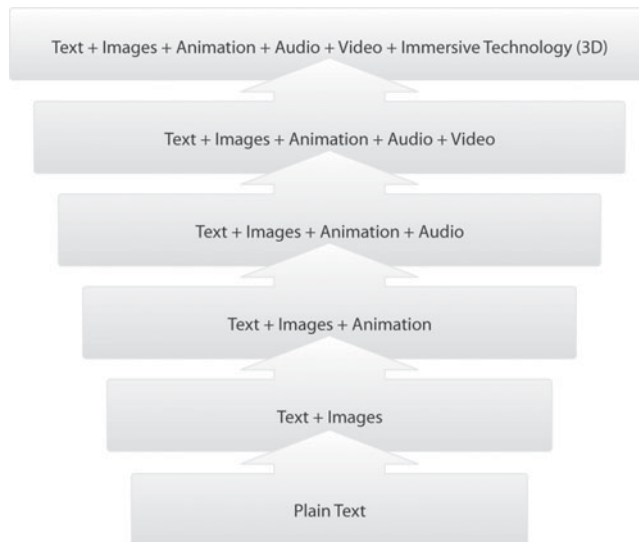 Text + Images + Animation + Audio + Video + Immersive Technology (3D)
Text + Images + Animation + Audio + Video
Text + Images + Animation + Audio
Text + Images + Animation
Text + Images
Plain Text